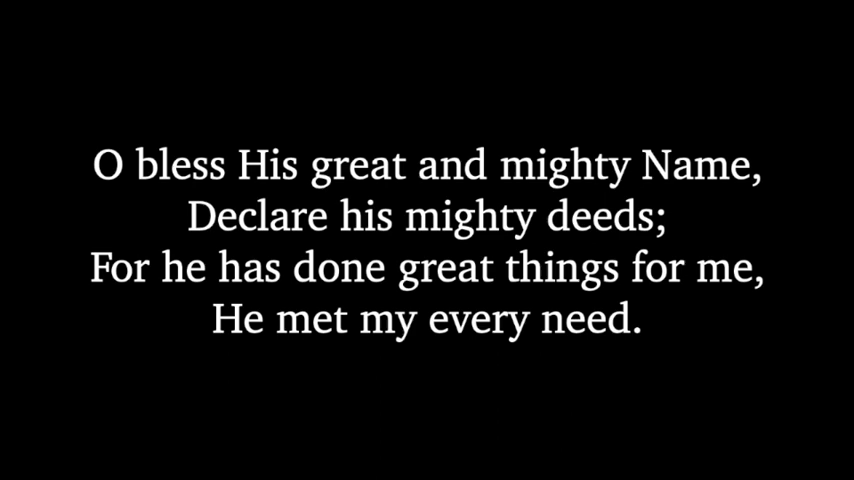 O bless His great and mighty Name,
Declare his mighty deeds;
For he has done great things for me,
He met my every need.